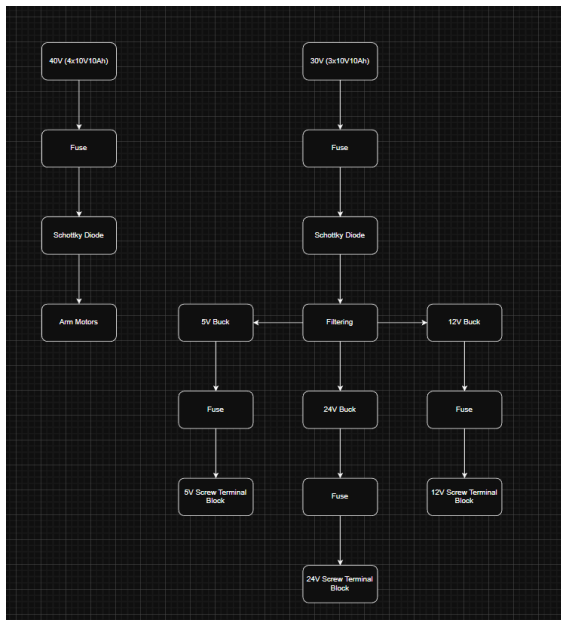 40V (4x10V10Ah)
30V (3x10V10Ah)
Fuse
Fuse
Schottky Diode
Schottky Diode
Arm Motors
5V Buck
Filtering
12V Buck
Fuse
24V Buck
Fuse
5V Screw Terminal
Block
Fuse
12V Screw Terminal
Block
24V Screw Terminal
Block